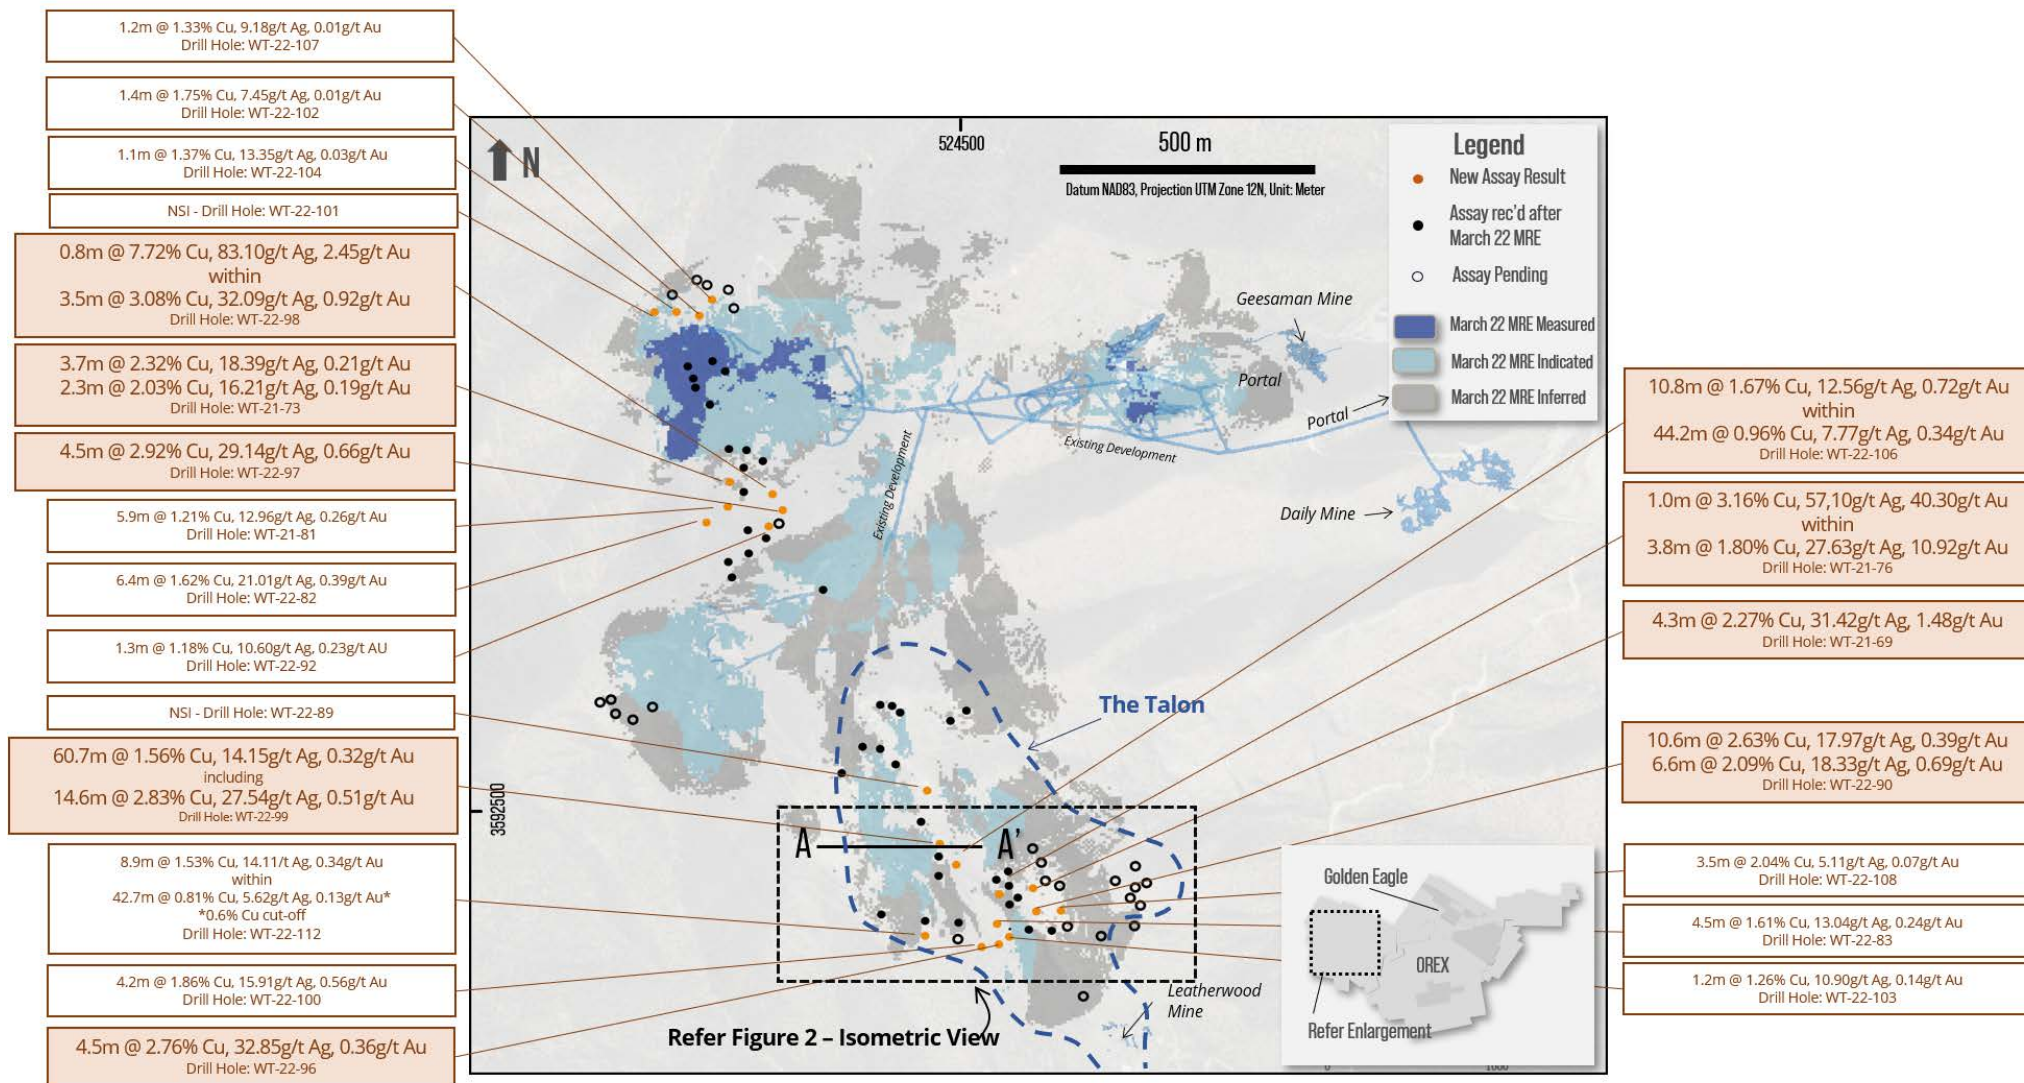 1.2m @ 1.33% Cu, 9.18g/t Ag, 0.01g/t Au
Drill Hole: WT-22-107
1.4m @ 1.75% Cu, 7.45g/t Ag, 0.01g/t Au
Drill Hole: WT-22-102
1.1m @ 1.37% Cu, 13.35g/t Ag, 0.03g/t Au
Drill Hole: WT-22-104
NSI - Drill Hole: WT-22-101
0.8m @ 7.72% Cu, 83.10g/t Ag, 2.45g/t Au
within
3.5m @ 3.08% Cu, 32.09g/t Ag, 0.92g/t Au
Drill Hole: WT-22-98
3.7m @ 2.32% Cu, 18.39g/t Ag, 0.21g/t Au
2.3m @ 2.03% Cu, 16.21g/t Ag, 0.19g/t Au
Drill Hole: WT-21-73
4.5m @ 2.92% Cu, 29.14g/t Ag, 0.66g/t Au
Drill Hole: WT-22-97
5.9m @ 1.21% Cu, 12.96g/t Ag, 0.26g/t Au
Drill Hole: WT-21-81
6.4m @ 1.62% Cu, 21.01g/t Ag, 0.39g/t Au
Drill Hole: WT-22-82
1.3m @ 1.18% Cu, 10.60g/t Ag, 0.23g/t AU
Drill Hole: WT-22-92
NSI - Drill Hole: WT-22-89
60.7m @ 1.56% Cu, 14.15g/t Ag, 0.32g/t Au
including
14.6m @ 2.83% Cu, 27.54g/t Ag, 0.51g/t Au
Drill Hole: WT-22-99
8.9m @ 1.53% Cu, 14.11/t Ag, 0.34g/t Au
within
42.7m @ 0.81% Cu, 5.62g/t Ag, 0.13g/t Au*
*0.6% Cu cut-off
Drill Hole: WT-22-112
4.2m @ 1.86% Cu, 15.91g/t Ag, 0.56g/t Au
Drill Hole: WT-22-100
4.5m @ 2.76% Cu, 32.85g/t Ag, 0.36g/t Au
Drill Hole: WT-22-96
N
524500
500 m
Datum NAD83, Projection UTM Zone 12N, Unit: Meter
Legend
New Assay Result
Assay rec'd after
March 22 MRE
Assay Pending
March 22 MRE Measured
March 22 MRE Indicated
March 22 MRE Inferred
Geesaman Mine
Portal
Portal
Existing Development
Existing Development
Daily Mine
The Talon
3592500
A
A'
Leatherwood
Mine
Refer Figure 2 – Isometric View
Golden Eagle
OREX
Refer Enlargement
0
1000
10.8m @ 1.67% Cu, 12.56g/t Ag, 0.72g/t Au
within
44.2m @ 0.96% Cu, 7.77g/t Ag, 0.34g/t Au
Drill Hole: WT-22-106
1.0m @ 3.16% Cu, 57,10g/t Ag, 40.30g/t Au
within
3.8m @ 1.80% Cu, 27.63g/t Ag, 10.92g/t Au
Drill Hole: WT-21-76
4.3m @ 2.27% Cu, 31.42g/t Ag, 1.48g/t Au
Drill Hole: WT-21-69
10.6m @ 2.63% Cu, 17.97g/t Ag, 0.39g/t Au
6.6m @ 2.09% Cu, 18.33g/t Ag, 0.69g/t Au
Drill Hole: WT-22-90
3.5m @ 2.04% Cu, 5.11g/t Ag, 0.07g/t Au
Drill Hole: WT-22-108
4.5m @ 1.61% Cu, 13.04g/t Ag, 0.24g/t Au
Drill Hole: WT-22-83
1.2m @ 1.26% Cu, 10.90g/t Ag, 0.14g/t Au
Drill Hole: WT-22-103